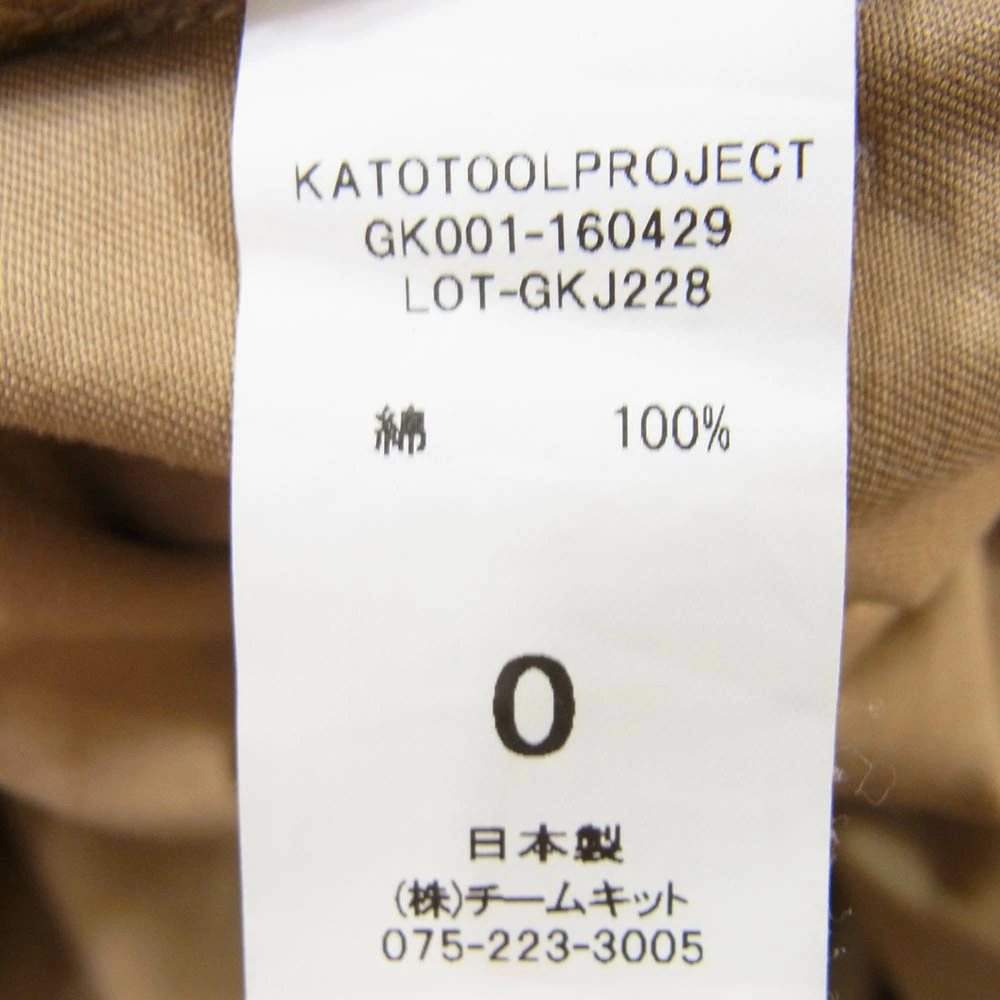 KATOTOOLPROJECT
GK001-160429
LOT-GKJ228
綿 100%
0
日本製
(株)チームキット
075-223-3005